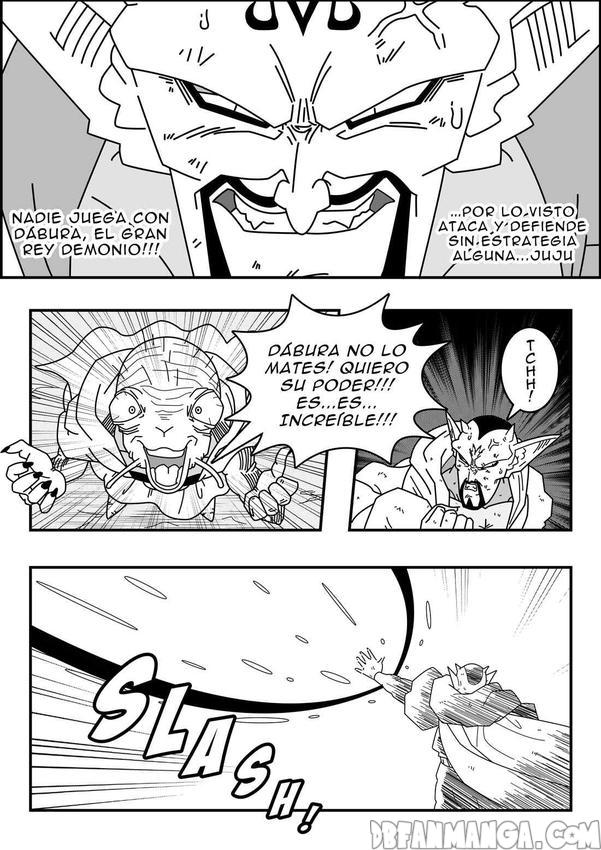 NADIE JUEGA CON
DÁBURA, EL GRAN
REY DEMONIO!!!
...POR LO VISTO
ATACA Y DEFIENDE
SIN ESTRATEGIA
ALGUNA...JUJU
DÁBURA NO LO
MATES! QUIERO
SU PODER!!!
ES...ES...
INCREÍBLE!!!
TCHH!
SLASH!
DBFANMANGA.COM